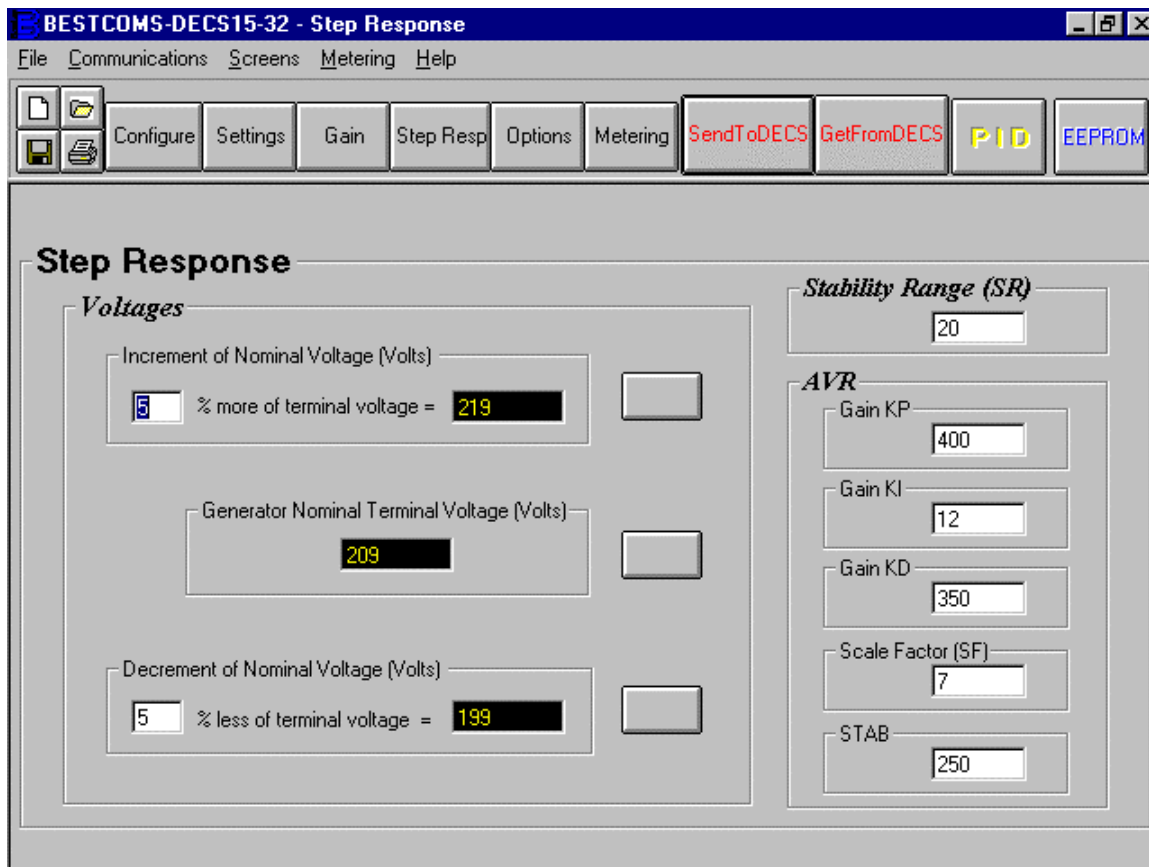 BESTCOMS-DECS15-32 - Step Response
File Communications Screens Metering Help
Configure Settings Gain Step Resp Options Metering SendToDECS GetFromDECS PID EEPROM
Step Response
Voltages
Increment of Nominal Voltage (Volts)
5 % more of terminal voltage = 219
Generator Nominal Terminal Voltage (Volts)
209
Decrement of Nominal Voltage (Volts)
5 % less of terminal voltage = 199
Stability Range (SR)
20
AVR
Gain KP
400
Gain KI
12
Gain KD
350
Scale Factor (SF)
7
STAB
250